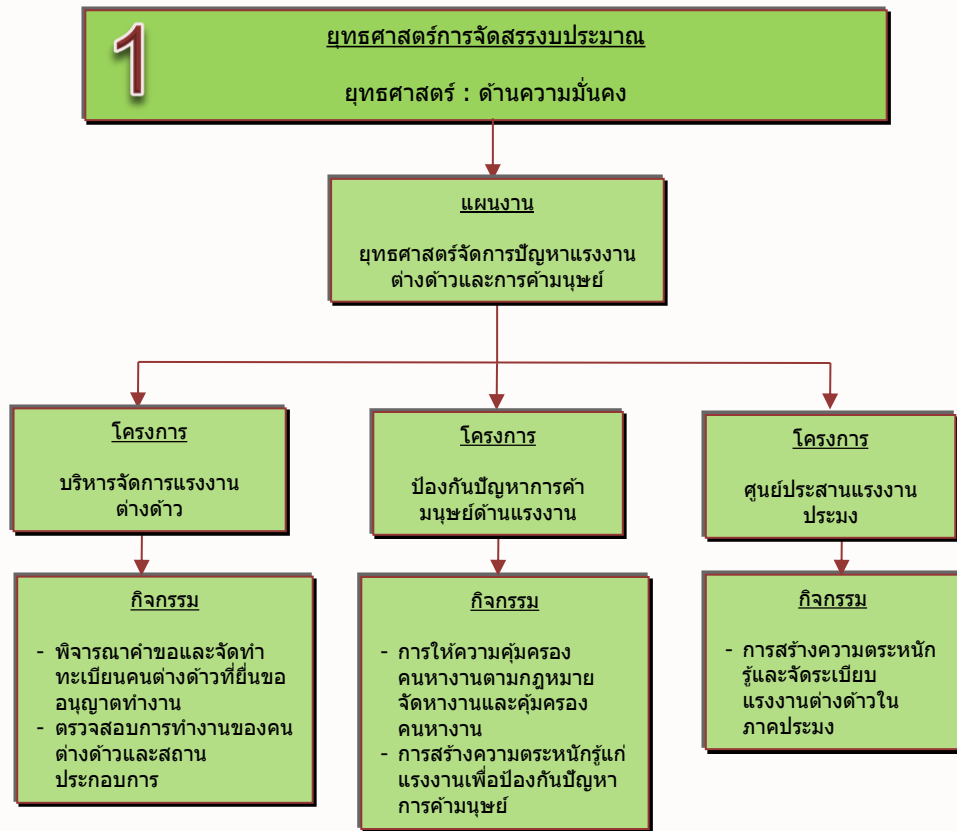 1
ยุทธศาสตร์การจัดสรรงบประมาณ
ยุทธศาสตร์ : ด้านความมั่นคง
แผนงาน
ยุทธศาสตร์จัดการปัญหาแรงงาน
ต่างด้าวและการค้ามนุษย์
โครงการ
บริหารจัดการแรงงาน
ต่างด้าว
โครงการ
ป้องกันปัญหาการค้า
มนุษย์ด้านแรงงาน
โครงการ
ศูนย์ประสานแรงงาน
ประมง
กิจกรรม
- พิจารณาคำขอและจัดทำ
ทะเบียนคนต่างด้าวที่ยื่นขอ
อนุญาตทำงาน
- ตรวจสอบการทำงานของคน
ต่างด้าวและสถาน
ประกอบการ
กิจกรรม
- การให้ความคุ้มครอง
คนหางานตามกฎหมาย
จัดหางานและคุ้มครอง
คนหางาน
- การสร้างความตระหนักรู้แก่
แรงงานเพื่อป้องกันปัญหา
การค้ามนุษย์
กิจกรรม
- การสร้างความตระหนัก
รู้และจัดระเบียบ
แรงงานต่างด้าวใน
ภาคประมง